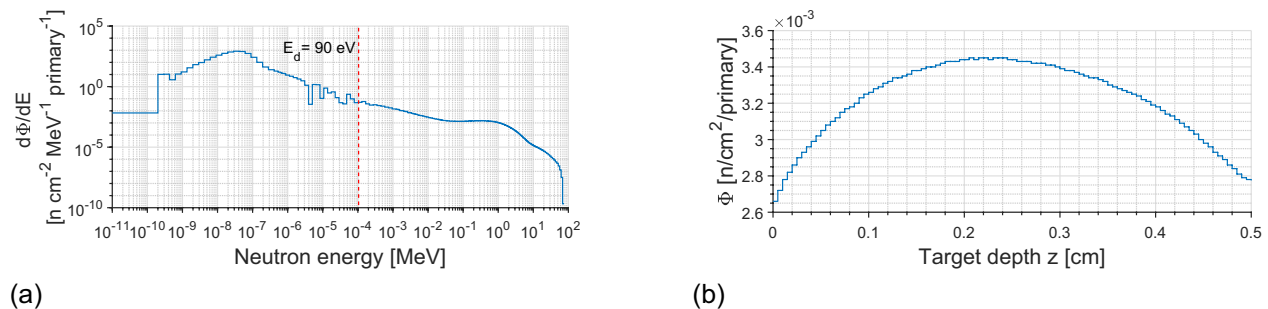 10^5
10^0
10^-5
10^-10
dΦ/dE
[n cm^-2 MeV^-1 primary^-1]
E_d= 90 eV
10^-11 10^-10 10^-9 10^-8 10^-7 10^-6 10^-5 10^-4 10^-3 10^-2 10^-1 10^0 10^1 10^2
Neutron energy [MeV]
(a)
×10^-3
3.6
3.4
3.2
3
2.8
2.6
Φ [n/cm^2/primary]
0 0.1 0.2 0.3 0.4 0.5
Target depth z [cm]
(b)